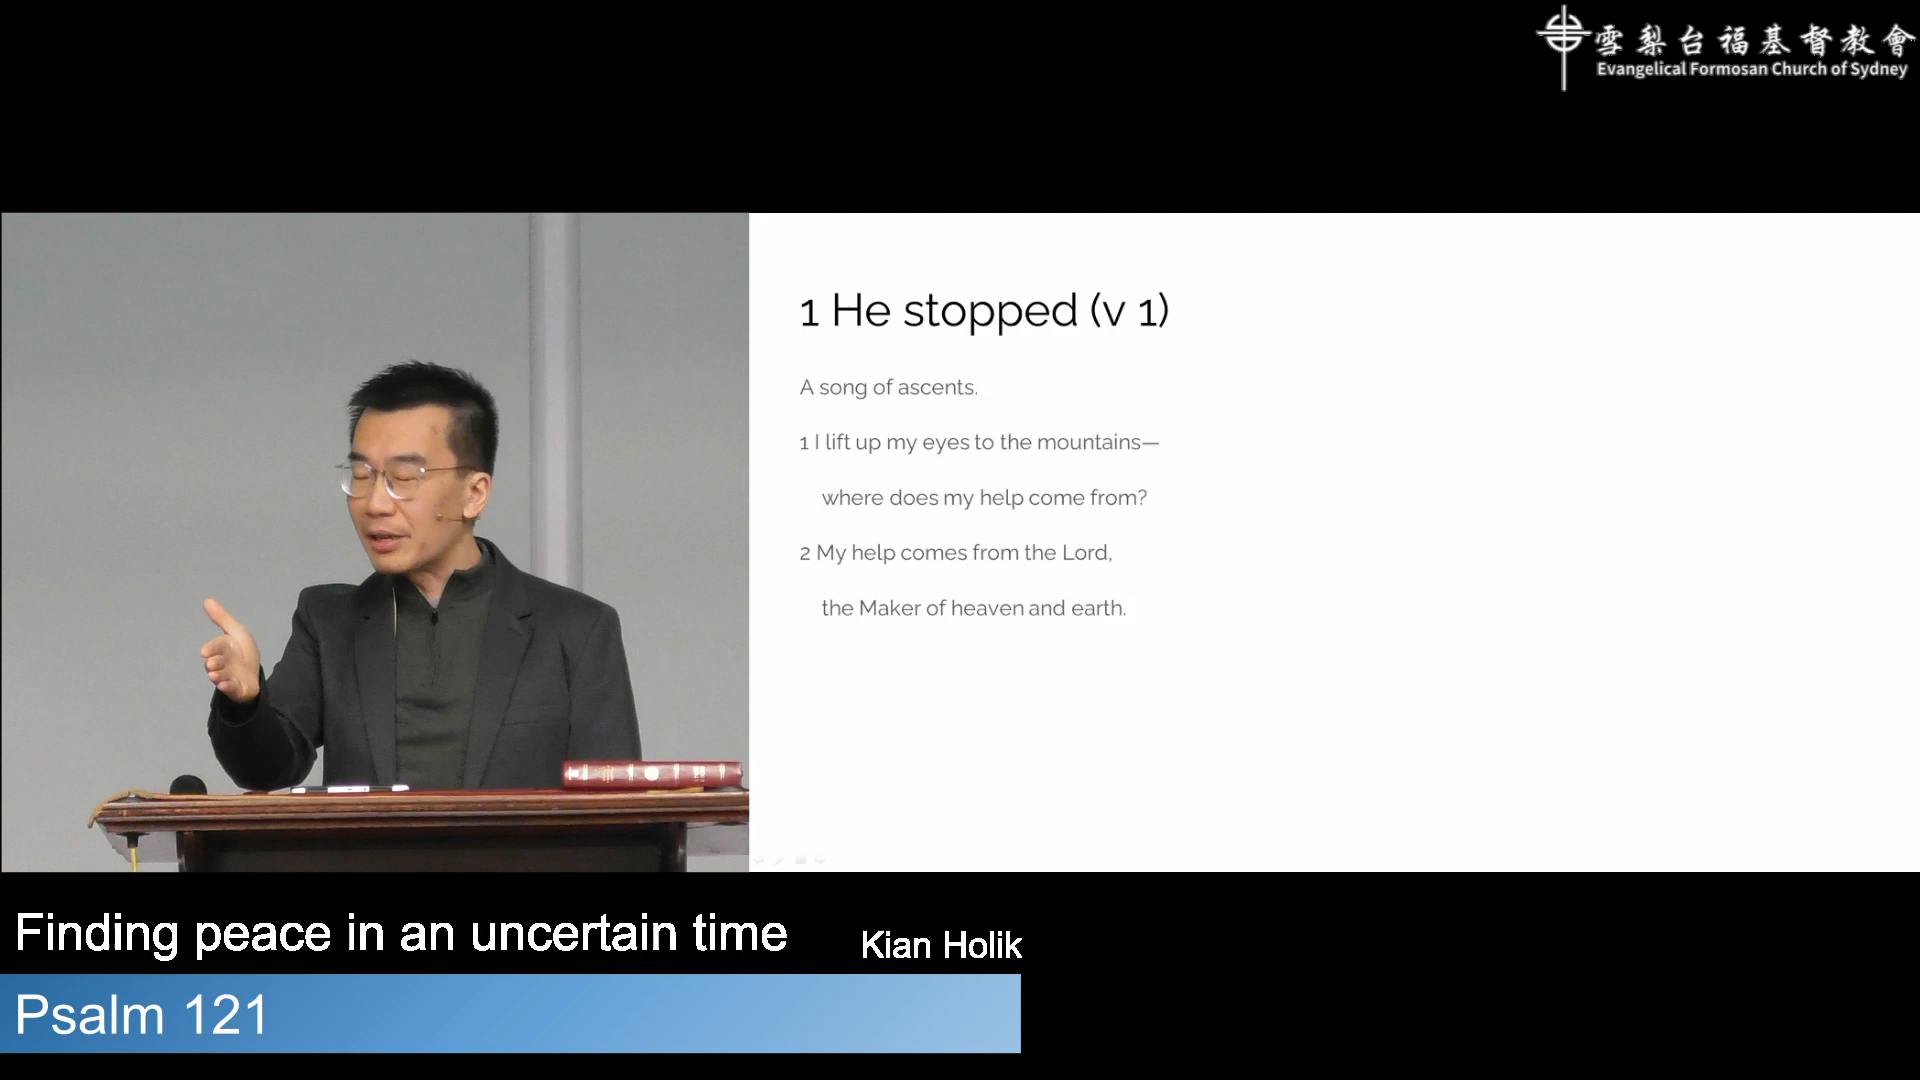 雪梨台福基督教會
Evangelical Formosan Church of Sydney
1 He stopped (v 1)
A song of ascents.
1 I lift up my eyes to the mountains—
where does my help come from?
2 My help comes from the Lord,
the Maker of heaven and earth.
Finding peace in an uncertain time
Kian Holik
Psalm 121